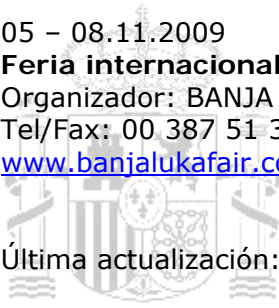 05 – 08.11.2009
Feria internacional
Organizador: BANJA
Tel/Fax: 00 387 51 3
www.banjalukafair.c
Última actualización: